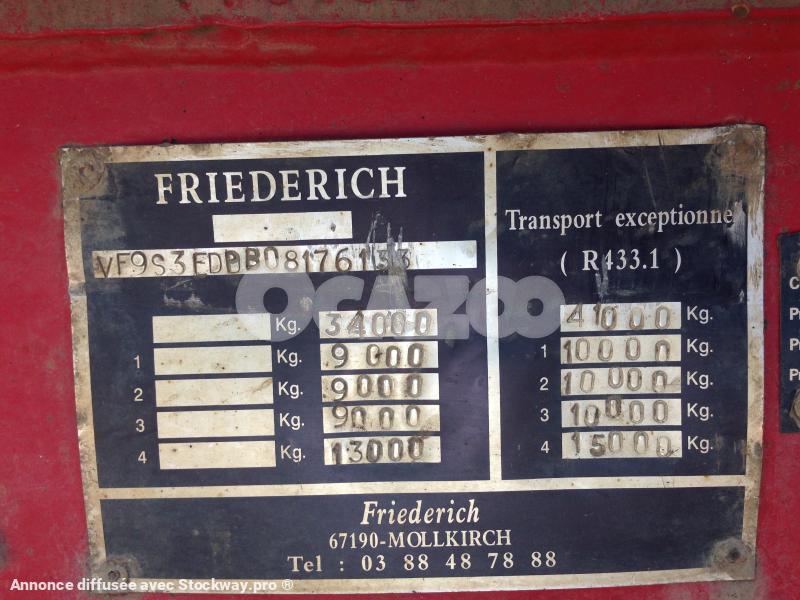 FRIEDERICH
VF9S3FDBB08176133
Kg. 34000
1 Kg. 9000
2 Kg. 9000
3 Kg. 9000
4 Kg. 13000
Transport exceptionne
( R433.1 )
41000 Kg.
1 10000 Kg.
2 10000 Kg.
3 10000 Kg.
4 15000 Kg.
Friederich
67190-MOLLKIRCH
Tel : 03 88 48 78 88
OCAZOO
Annonce diffusée avec Stockway.pro ®